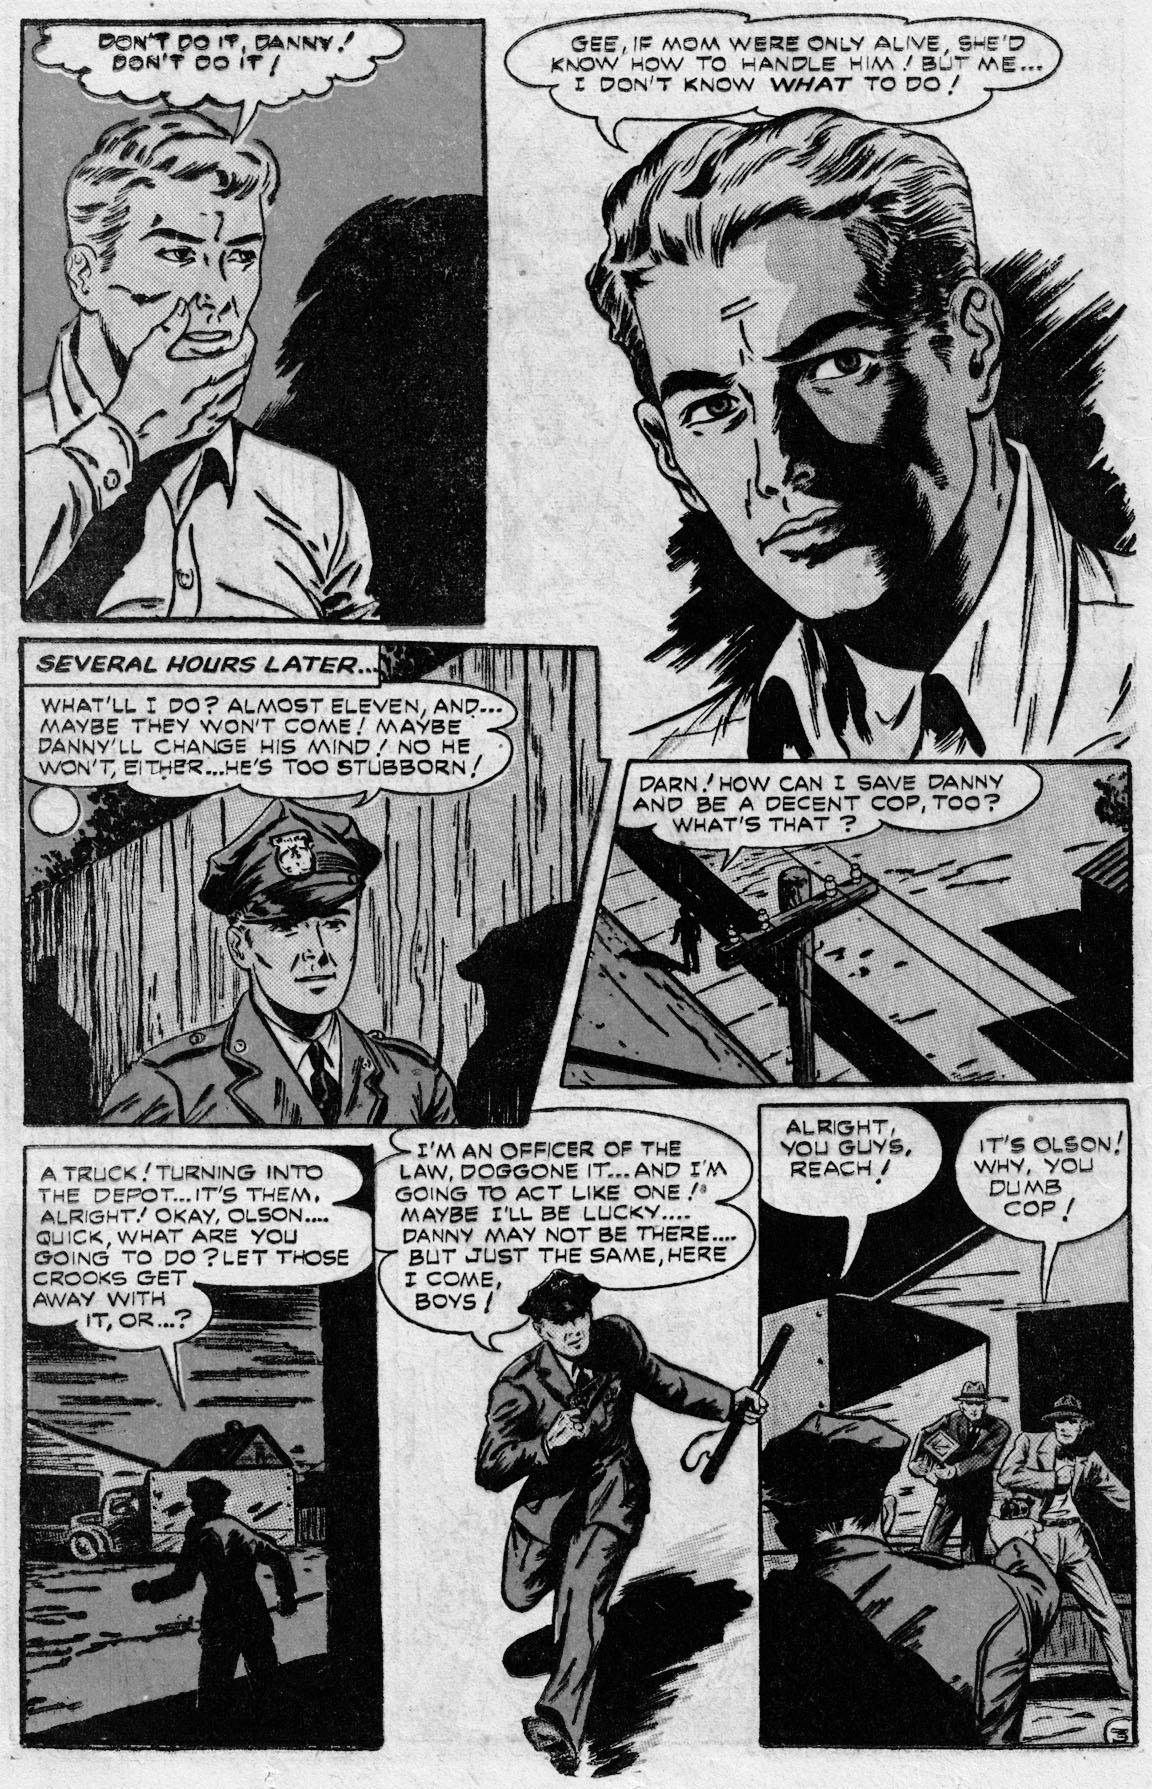 DON'T DO IT, DANNY!
DON'T DO IT!
GEE, IF MOM WERE ONLY ALIVE, SHE'D
KNOW HOW TO HANDLE HIM! BUT ME...
I DON'T KNOW WHAT TO DO!
SEVERAL HOURS LATER...
WHAT'LL I DO? ALMOST ELEVEN, AND...
MAYBE THEY WON'T COME! MAYBE
DANNY'LL CHANGE HIS MIND! NO HE
WON'T, EITHER...HE'S TOO STUBBORN!
DARN! HOW CAN I SAVE DANNY
AND BE A DECENT COP, TOO?
WHAT'S THAT?
A TRUCK! TURNING INTO
THE DEPOT...IT'S THEM,
ALRIGHT! OKAY, OLSON....
QUICK, WHAT ARE YOU
GOING TO DO? LET THOSE
CROOKS GET
AWAY WITH
IT, OR...?
I'M AN OFFICER OF THE
LAW, DOGGONE IT...AND I'M
GOING TO ACT LIKE ONE!
MAYBE I'LL BE LUCKY....
DANNY MAY NOT BE THERE....
BUT JUST THE SAME, HERE
I COME,
BOYS!
ALRIGHT,
YOU GUYS,
REACH!
IT'S OLSON!
WHY, YOU
DUMB
COP!
3